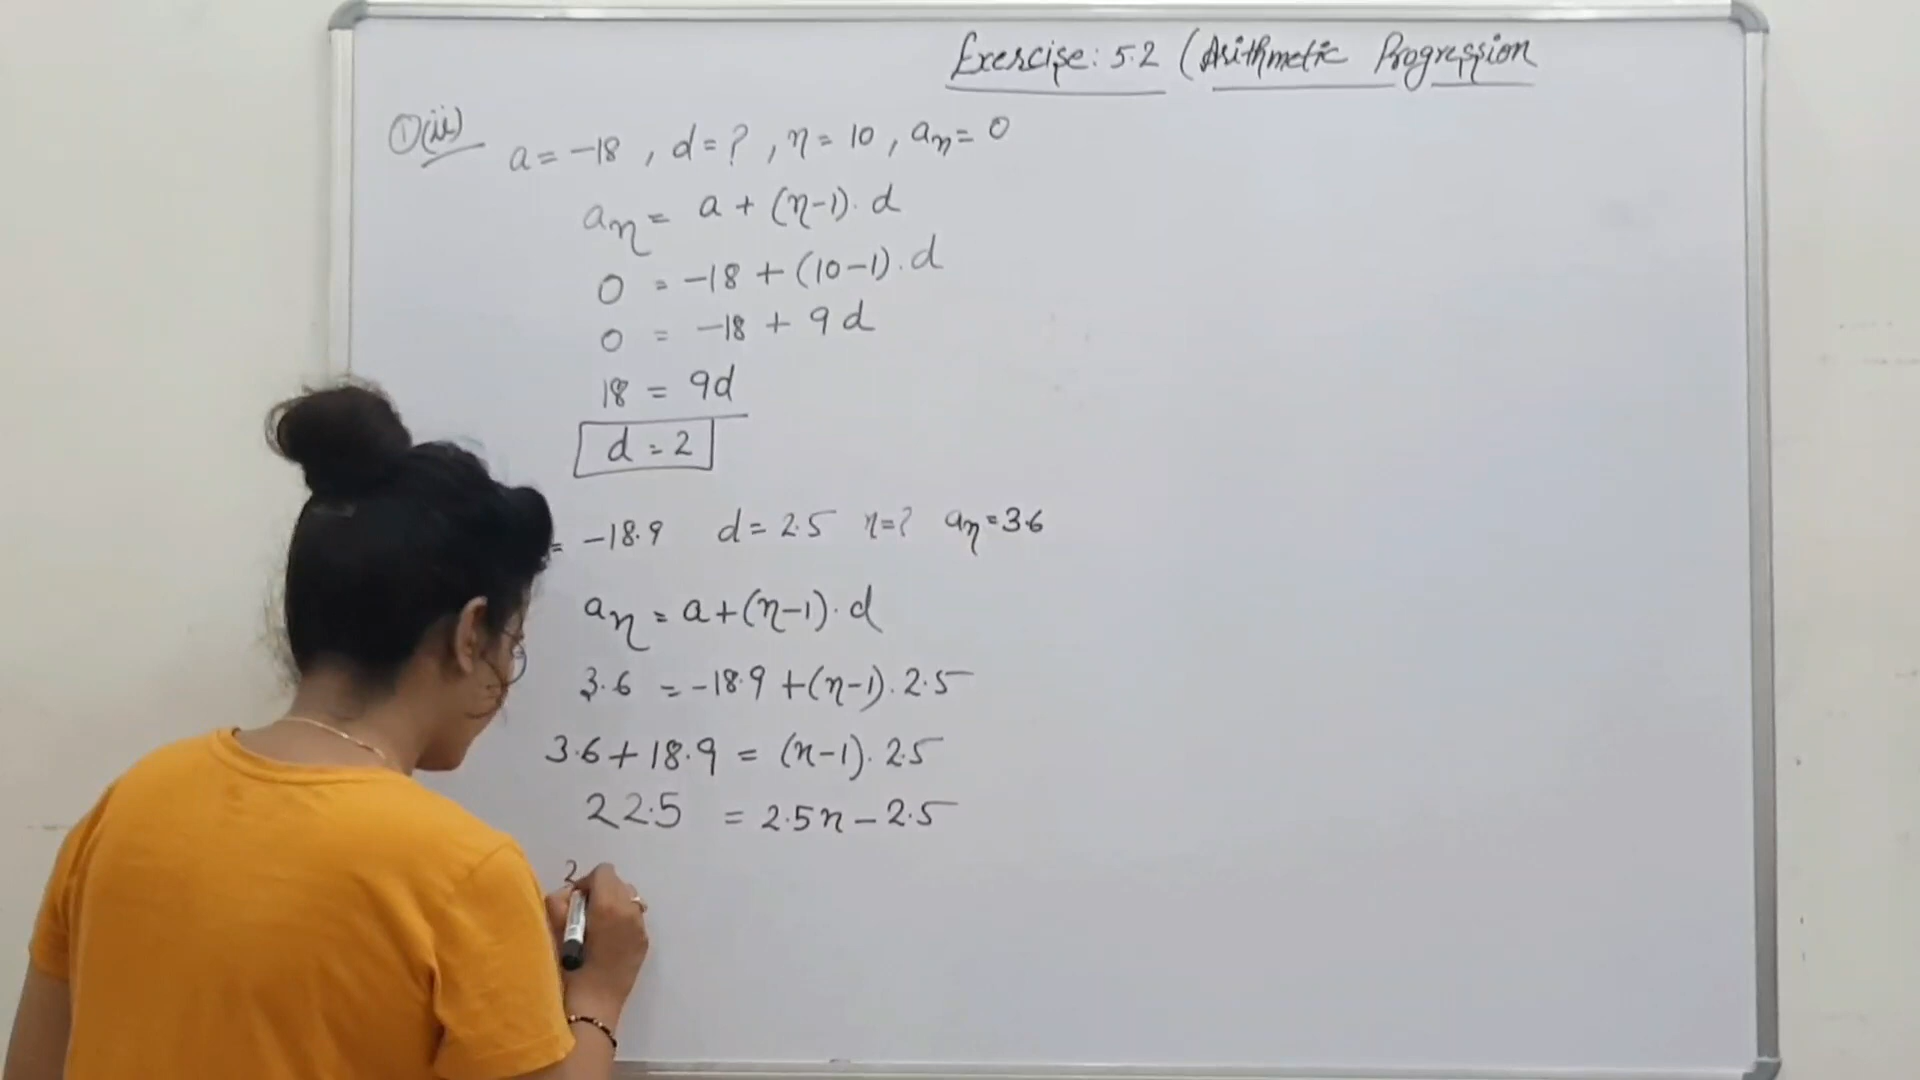 Exercise: 5.2 (Arithmetic Progression
①(ii) a = -18 , d = ? , n = 10 , an = 0
an = a + (n-1). d
0 = -18 + (10-1). d
0 = -18 + 9d
18 = 9d
d = 2
= -18.9 d = 2.5 n = ? an = 3.6
an = a + (n-1). d
3.6 = -18.9 + (n-1). 2.5
3.6 + 18.9 = (n-1). 2.5
22.5 = 2.5n - 2.5
2